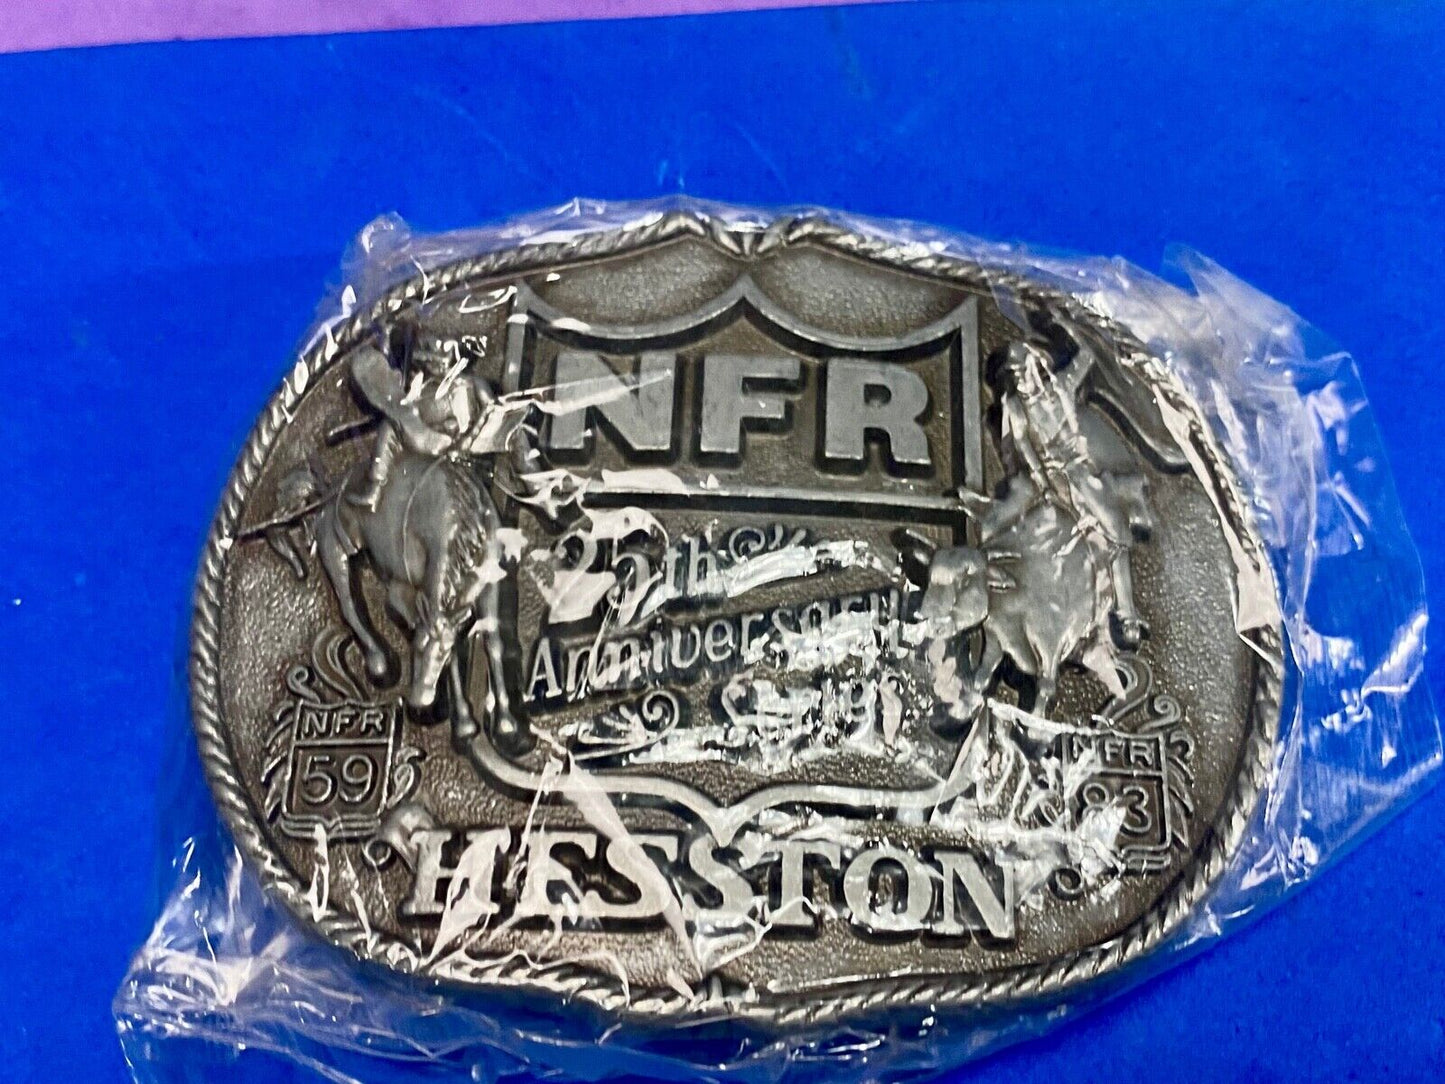 NFR
25th
Anniversary
NFR
59
NFR
83
HESSTON